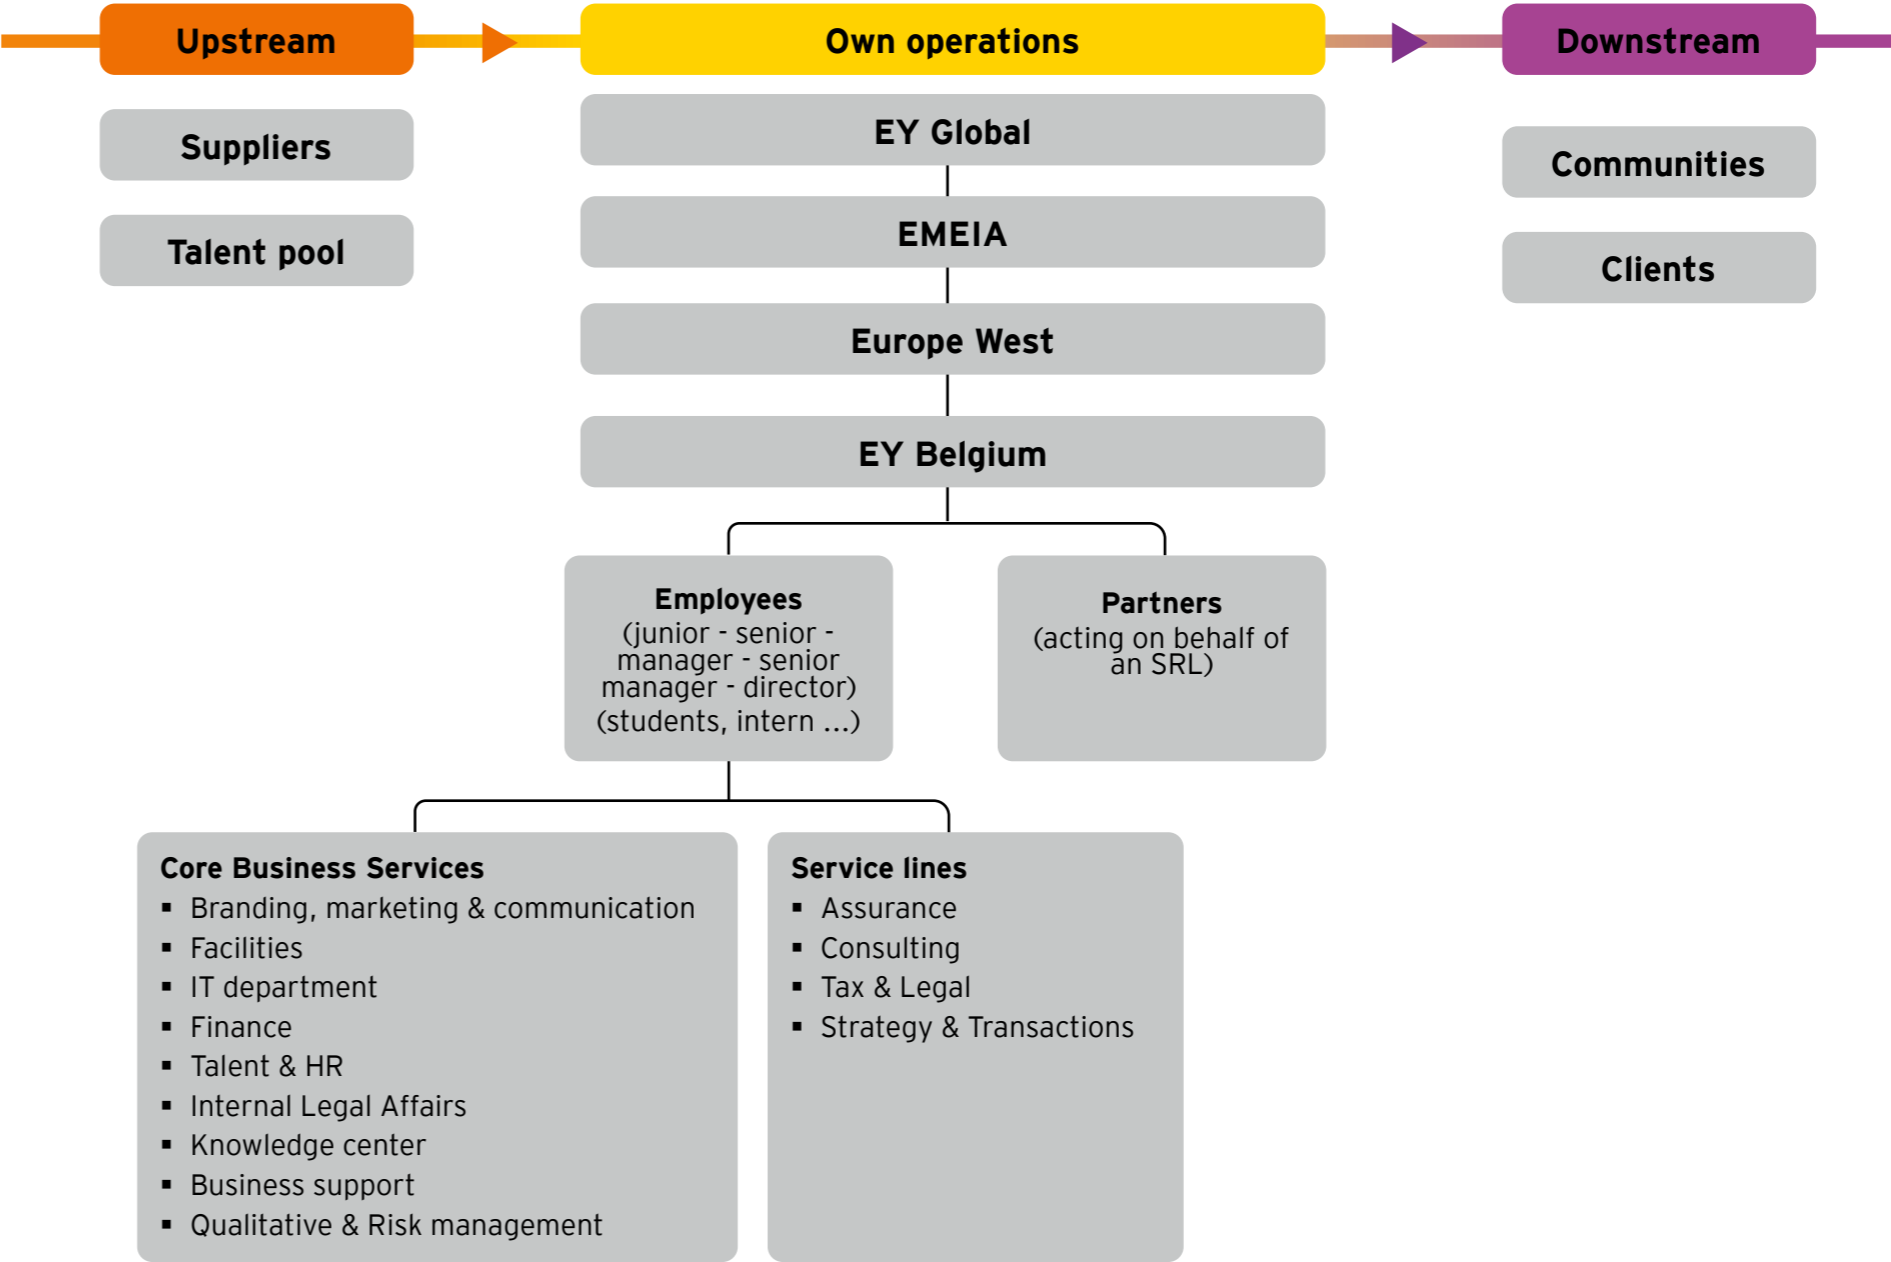 Upstream
Own operations
Downstream
Suppliers
Talent pool
EY Global
EMEIA
Europe West
EY Belgium
Communities
Clients
Employees
(junior - senior -
manager - senior
manager - director)
(students, intern ...)
Partners
(acting on behalf of
an SRL)
Core Business Services
▪ Branding, marketing & communication
▪ Facilities
▪ IT department
▪ Finance
▪ Talent & HR
▪ Internal Legal Affairs
▪ Knowledge center
▪ Business support
▪ Qualitative & Risk management
Service lines
▪ Assurance
▪ Consulting
▪ Tax & Legal
▪ Strategy & Transactions